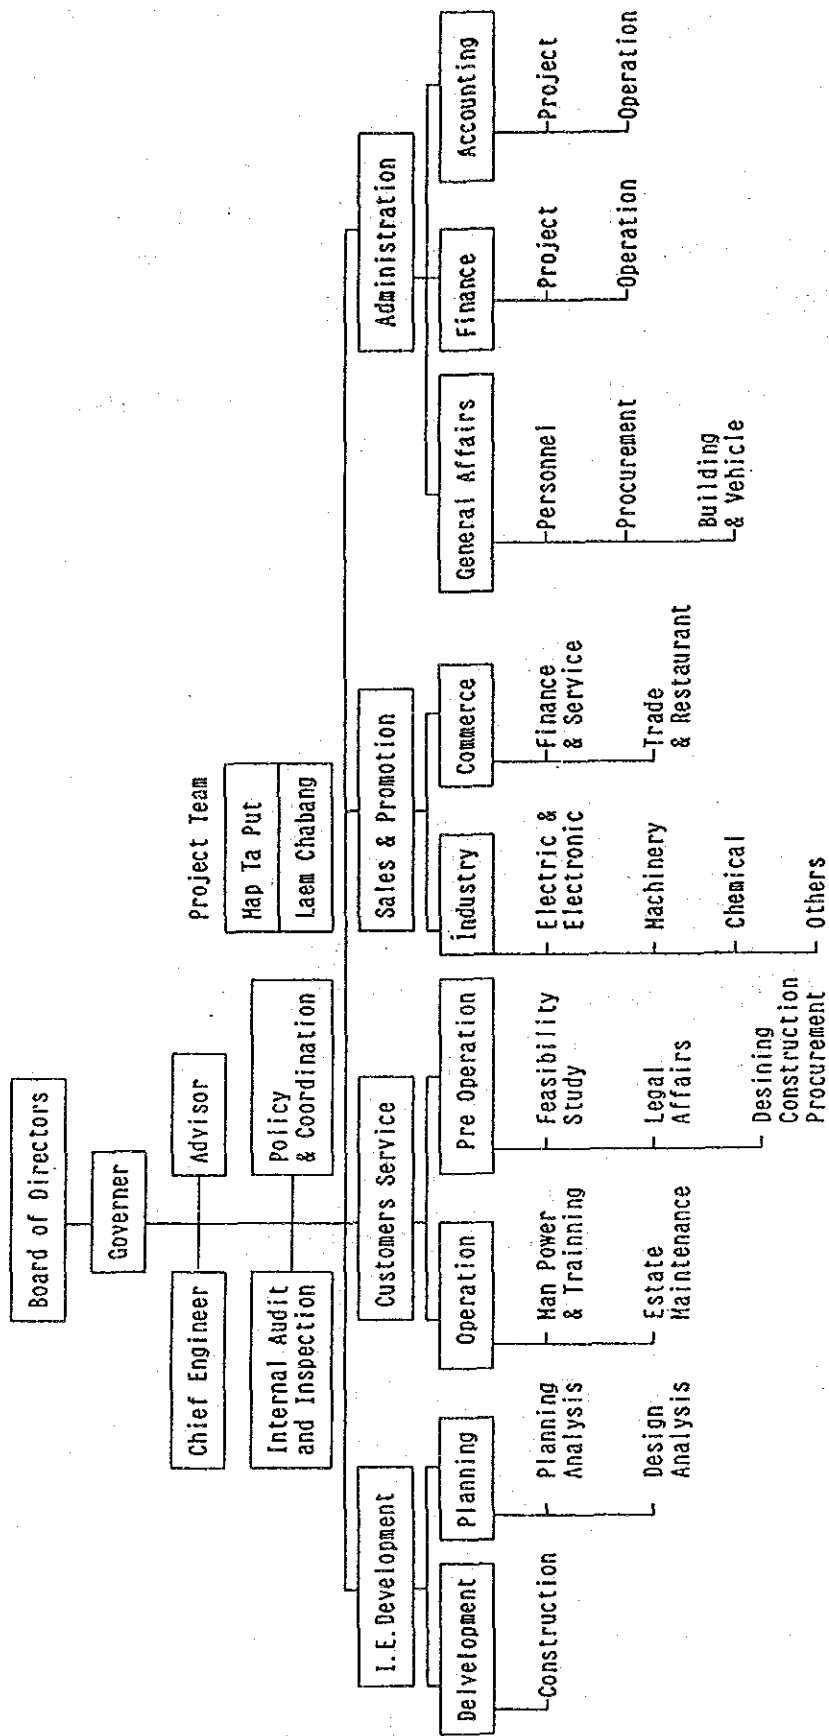 Board of Directors
Governer
Chief Engineer
Advisor
Internal Audit
and Inspection
Policy
& Coordination
Project Team
Map Ta Put
Laem Chabang
I.E.Development
Customers Service
Sales & Promotion
Administration
Delvelopment
Planning
Operation
Pre Operation
Industry
Commerce
General Affairs
Finance
Accounting
Construction
Planning
Analysis
Design
Analysis
Man Power
& Trainning
Estate
Maintenance
Feasibility
Study
Legal
Affairs
Desining
Construction
Procurement
Electric &
Electronic
Machinery
Chemical
Others
Finance
& Service
Trade
& Restaurant
Personnel
Procurement
Building
& Vehicle
Project
Operation
Project
Operation